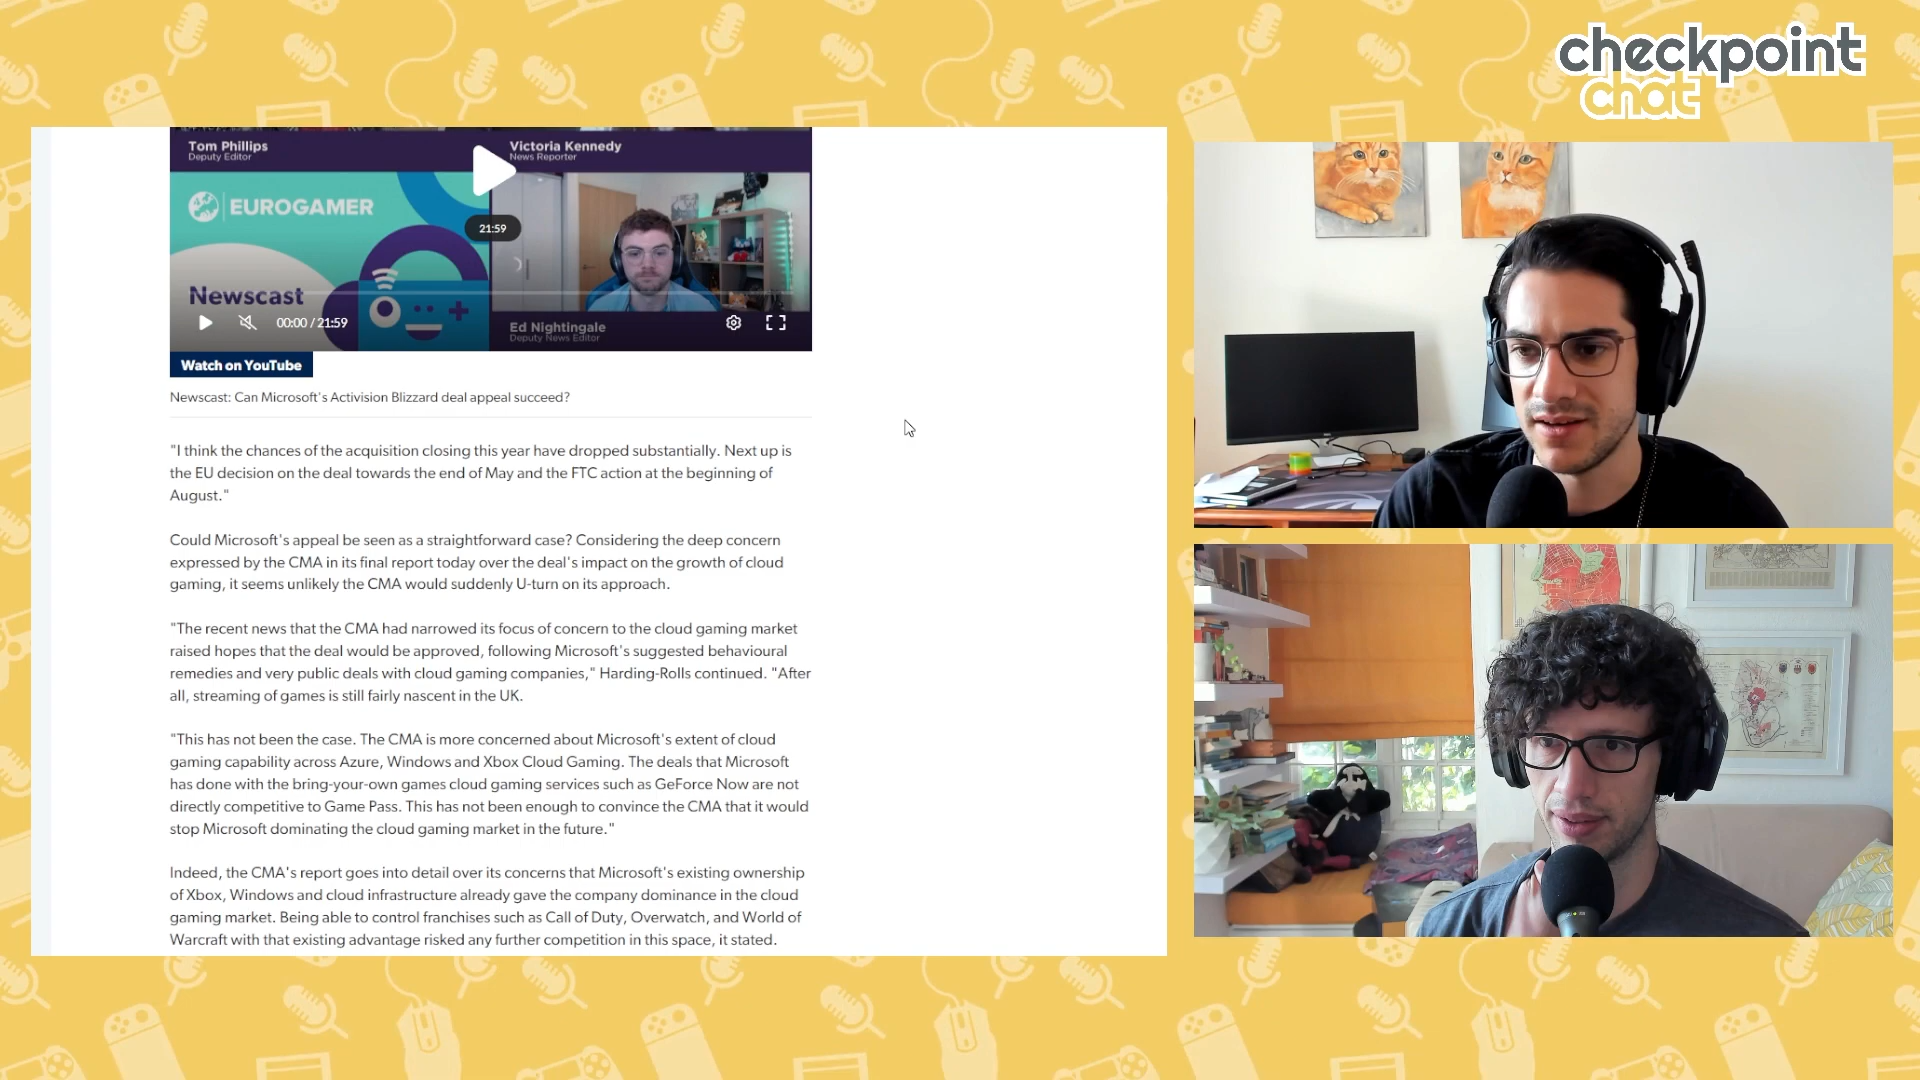 checkpoint
chat
Tom Phillips
Deputy Editor
Victoria Kennedy
News Reporter
EUROGAMER
21:59
Newscast
00:00 / 21:59
Ed Nightingale
Deputy News Editor
Watch on YouTube
Newscast: Can Microsoft's Activision Blizzard deal appeal succeed?
"I think the chances of the acquisition closing this year have dropped substantially. Next up is
the EU decision on the deal towards the end of May and the FTC action at the beginning of
August."
Could Microsoft's appeal be seen as a straightforward case? Considering the deep concern
expressed by the CMA in its final report today over the deal's impact on the growth of cloud
gaming, it seems unlikely the CMA would suddenly U-turn on its approach.
"The recent news that the CMA had narrowed its focus of concern to the cloud gaming market
raised hopes that the deal would be approved, following Microsoft's suggested behavioural
remedies and very public deals with cloud gaming companies," Harding-Rolls continued. "After
all, streaming of games is still fairly nascent in the UK.
"This has not been the case. The CMA is more concerned about Microsoft's extent of cloud
gaming capability across Azure, Windows and Xbox Cloud Gaming. The deals that Microsoft
has done with the bring-your-own games cloud gaming services such as GeForce Now are not
directly competitive to Game Pass. This has not been enough to convince the CMA that it would
stop Microsoft dominating the cloud gaming market in the future."
Indeed, the CMA's report goes into detail over its concerns that Microsoft's existing ownership
of Xbox, Windows and cloud infrastructure already gave the company dominance in the cloud
gaming market. Being able to control franchises such as Call of Duty, Overwatch, and World of
Warcraft with that existing advantage risked any further competition in this space, it stated.